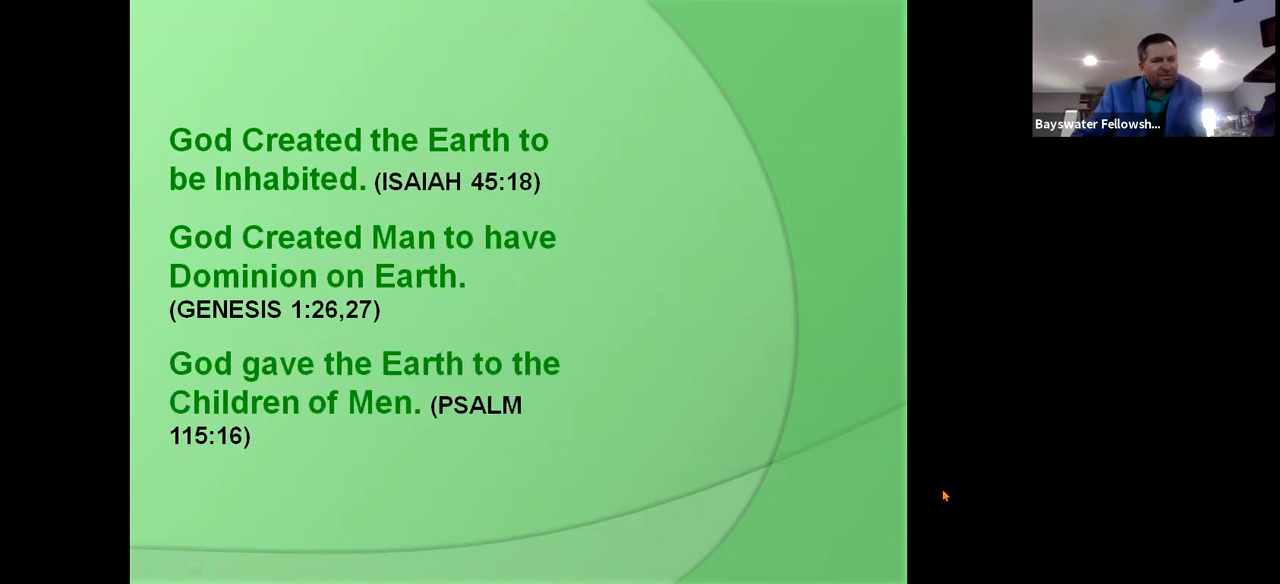 God Created the Earth to
be Inhabited. (ISAIAH 45:18)
God Created Man to have
Dominion on Earth.
(GENESIS 1:26,27)
God gave the Earth to the
Children of Men. (PSALM
115:16)
Bayswater Fellowsh...